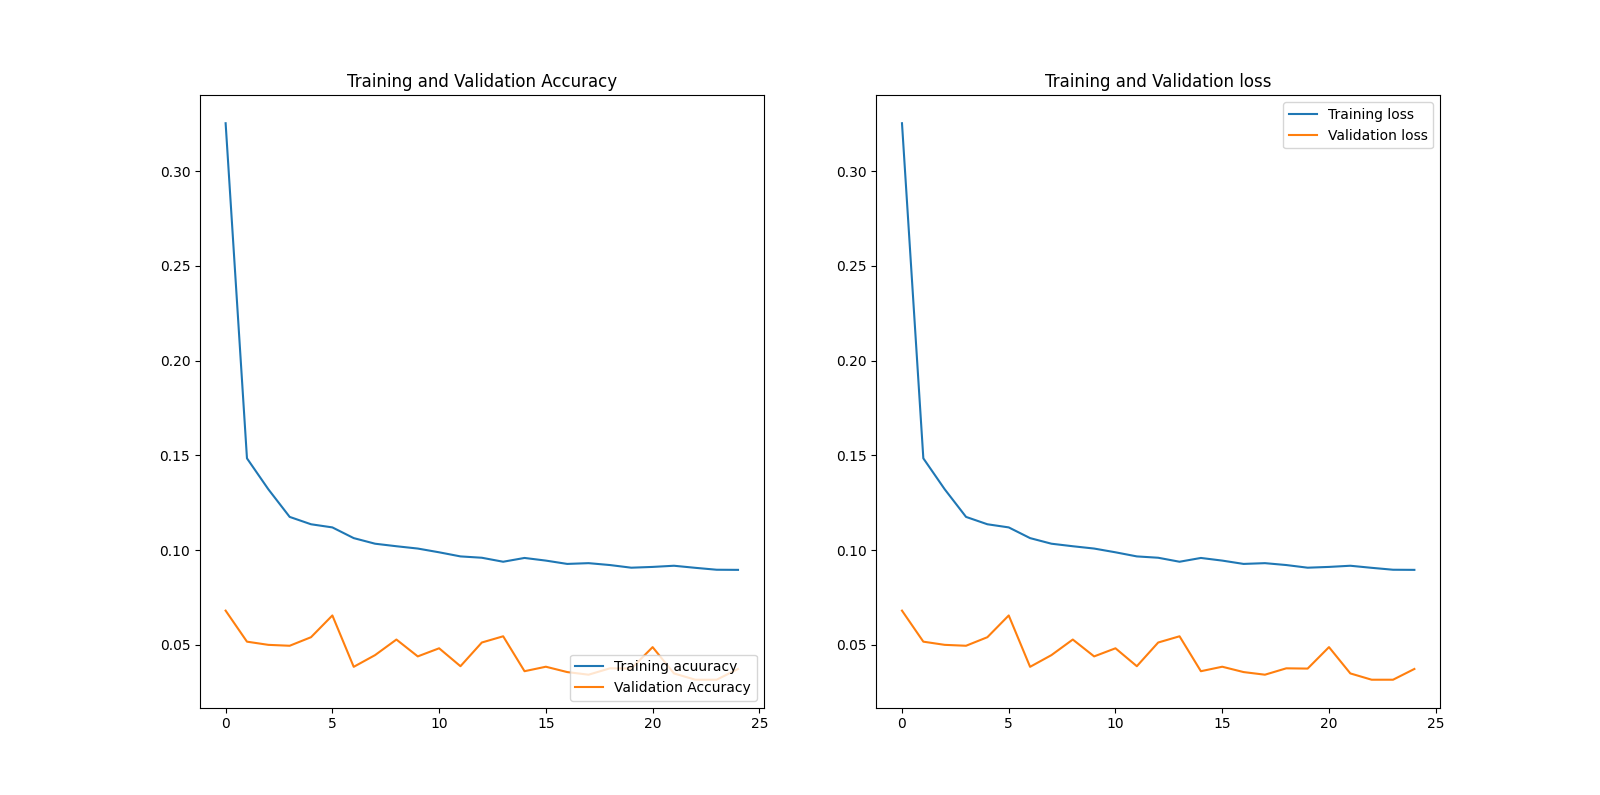 Training and Validation Accuracy
0.30
0.25
0.20
0.15
0.10
0.05
0 5 10 15 20 25
Training acuuracy
Validation Accuracy
Training and Validation loss
0.30
0.25
0.20
0.15
0.10
0.05
0 5 10 15 20 25
Training loss
Validation loss